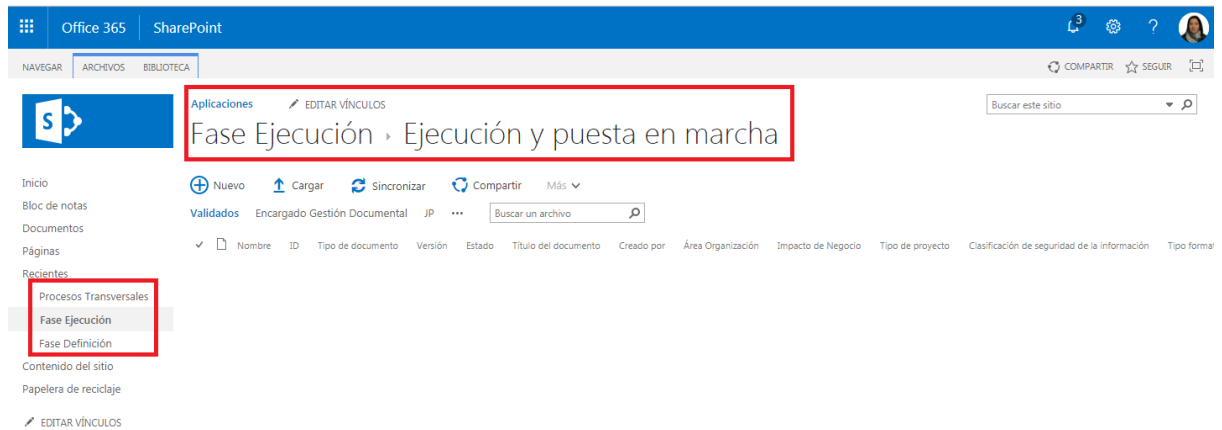 Office 365 SharePoint 3 ?
NAVEGAR ARCHIVOS BIBLIOTECA COMPARTIR SEGUIR
S
Aplicaciones EDITAR VÍNCULOS Buscar este sitio
Fase Ejecución Ejecución y puesta en marcha
Inicio
Bloc de notas
Documentos
Páginas
Recientes
Procesos Transversales
Fase Ejecución
Fase Definición
Contenido del sitio
Papelera de reciclaje
EDITAR VÍNCULOS
Nuevo Cargar Sincronizar Compartir Más
Validados Encargado Gestión Documental JP ••• Buscar un archivo
Nombre ID Tipo de documento Versión Estado Título del documento Creado por Área Organización Impacto de Negocio Tipo de proyecto Clasificación de seguridad de la información Tipo format